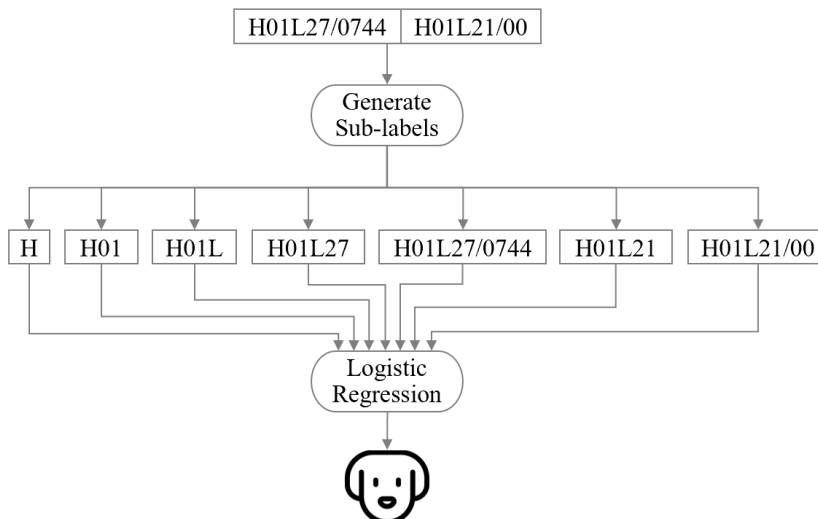 H01L27/0744 H01L21/00
Generate
Sub-labels
H H01 H01L H01L27 H01L27/0744 H01L21 H01L21/00
Logistic
Regression